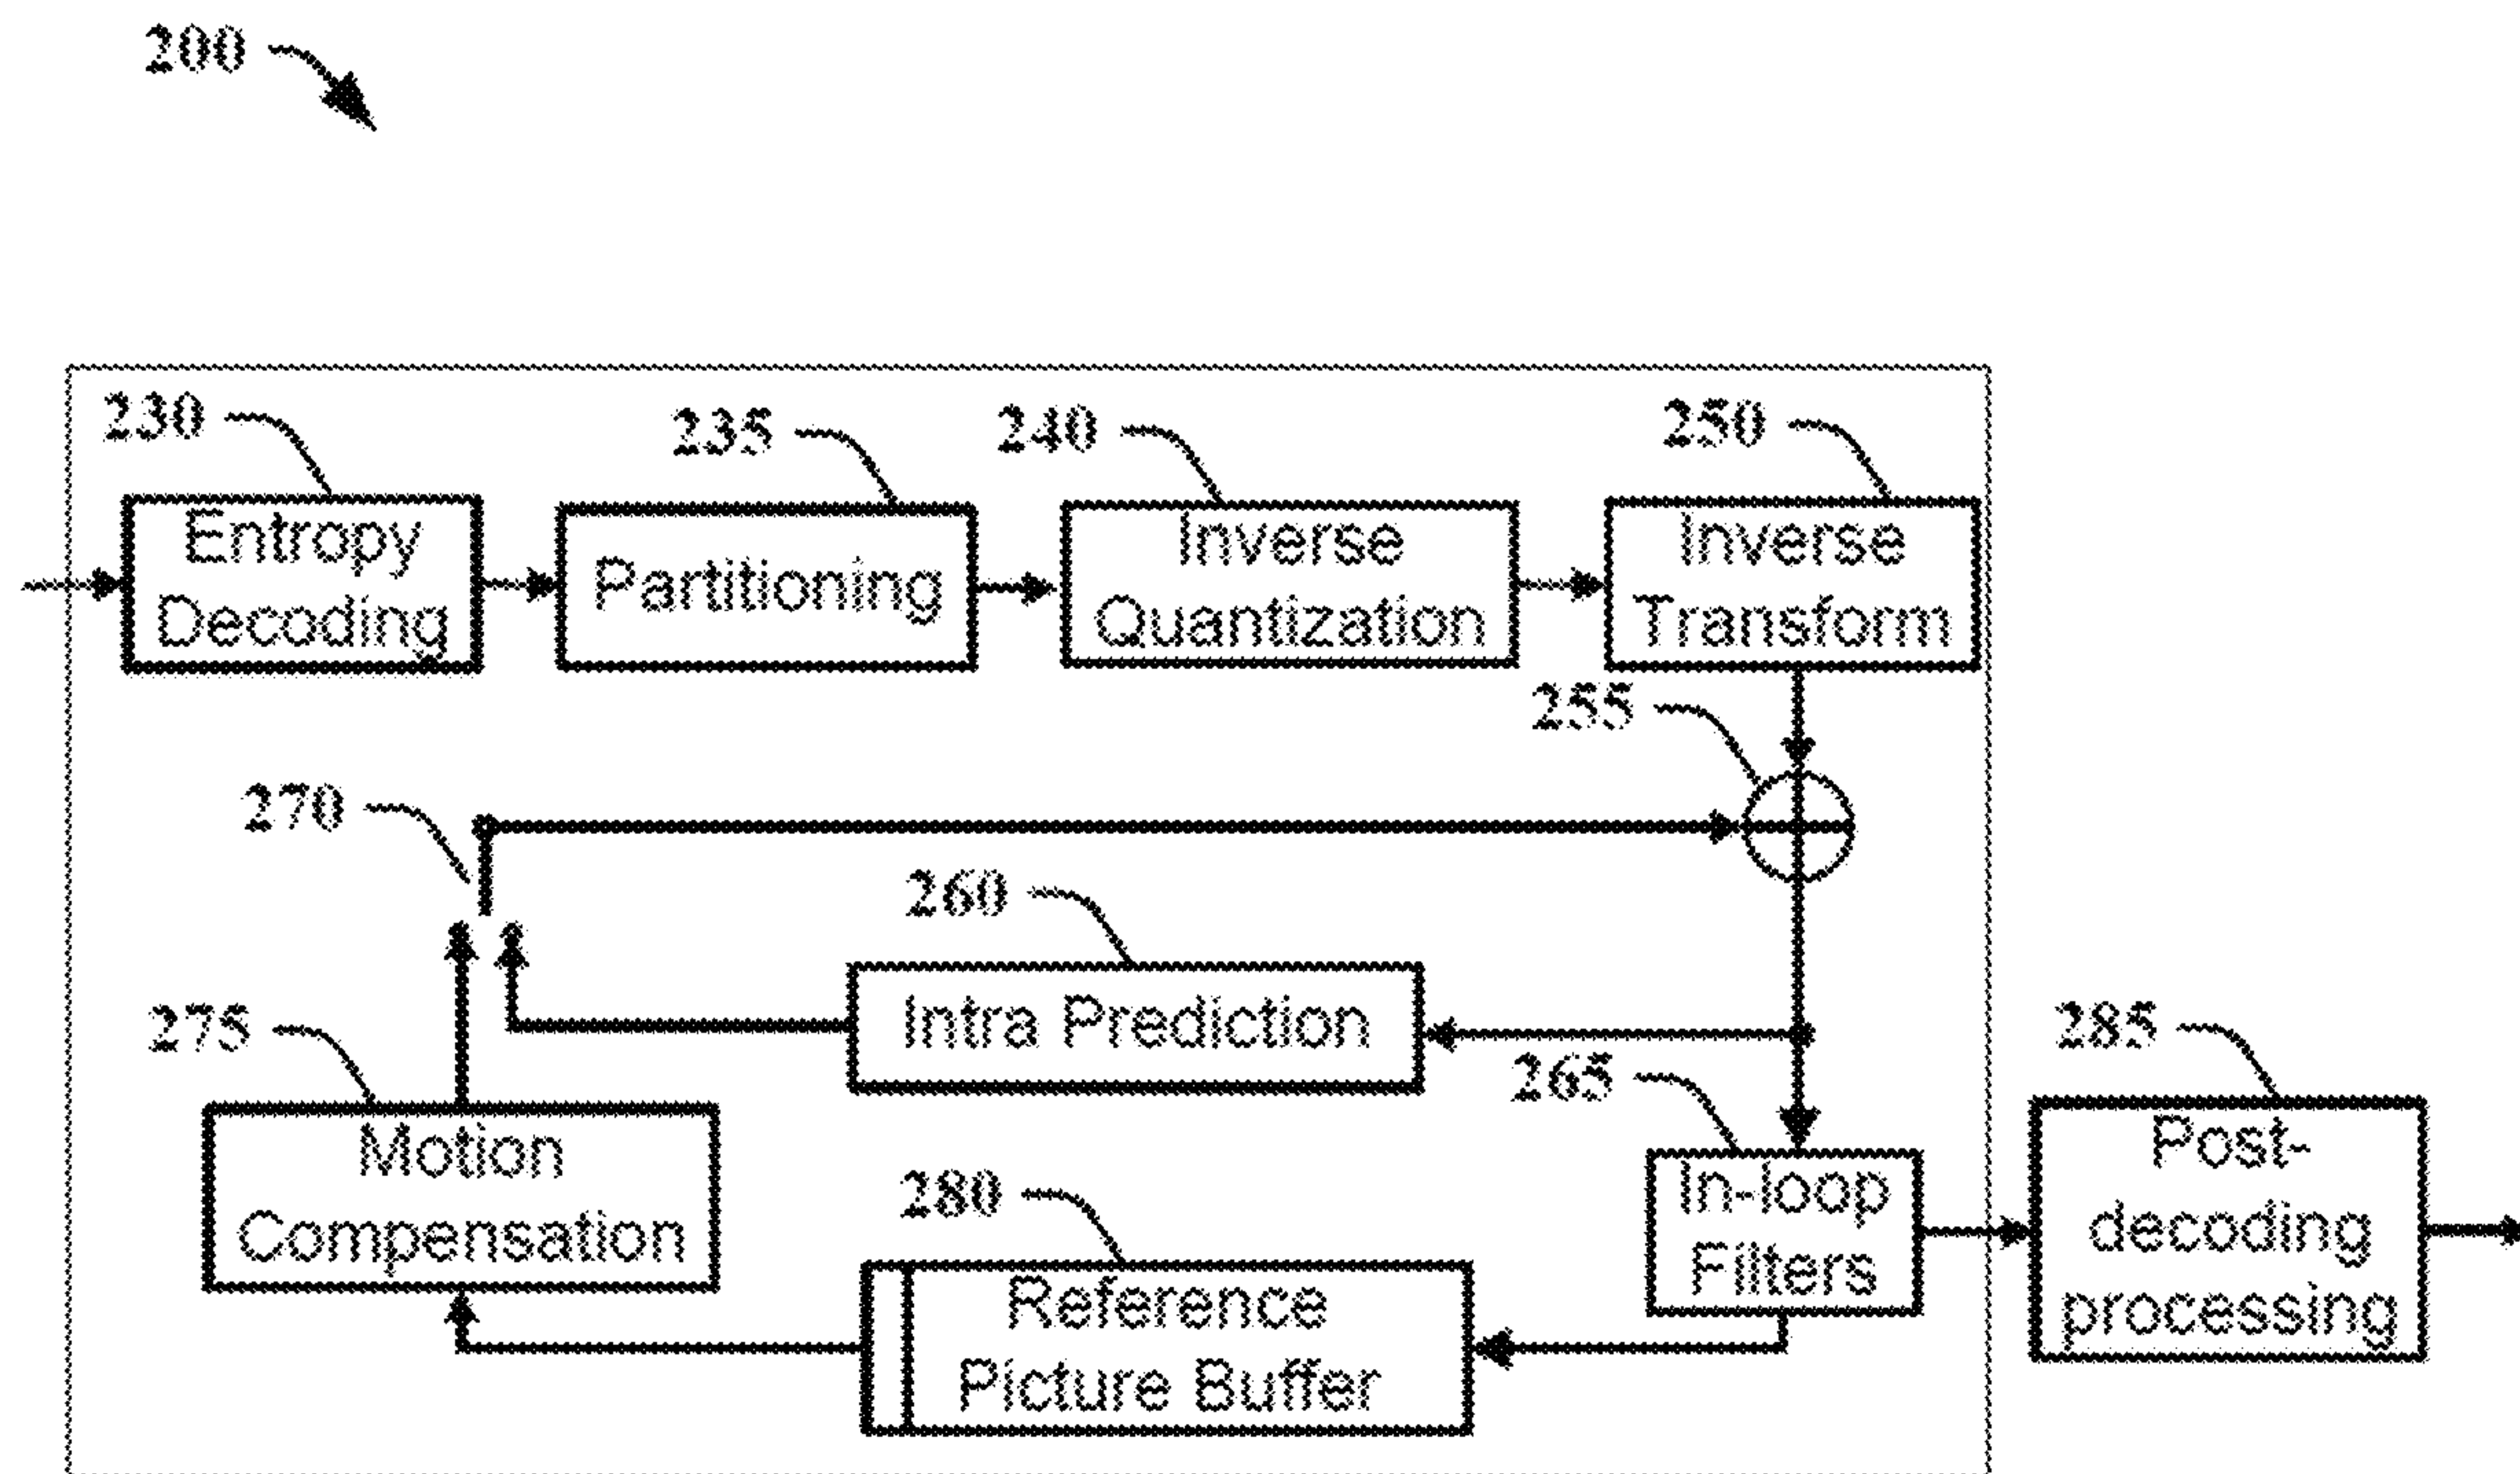 200
230
235
240
250
Entropy
Decoding
Partitioning
Inverse
Quantization
Inverse
Transform
255
270
260
Intra Prediction
275
285
265
Motion
Compensation
280
Reference
Picture Buffer
In-loop
Filters
Post-
decoding
processing